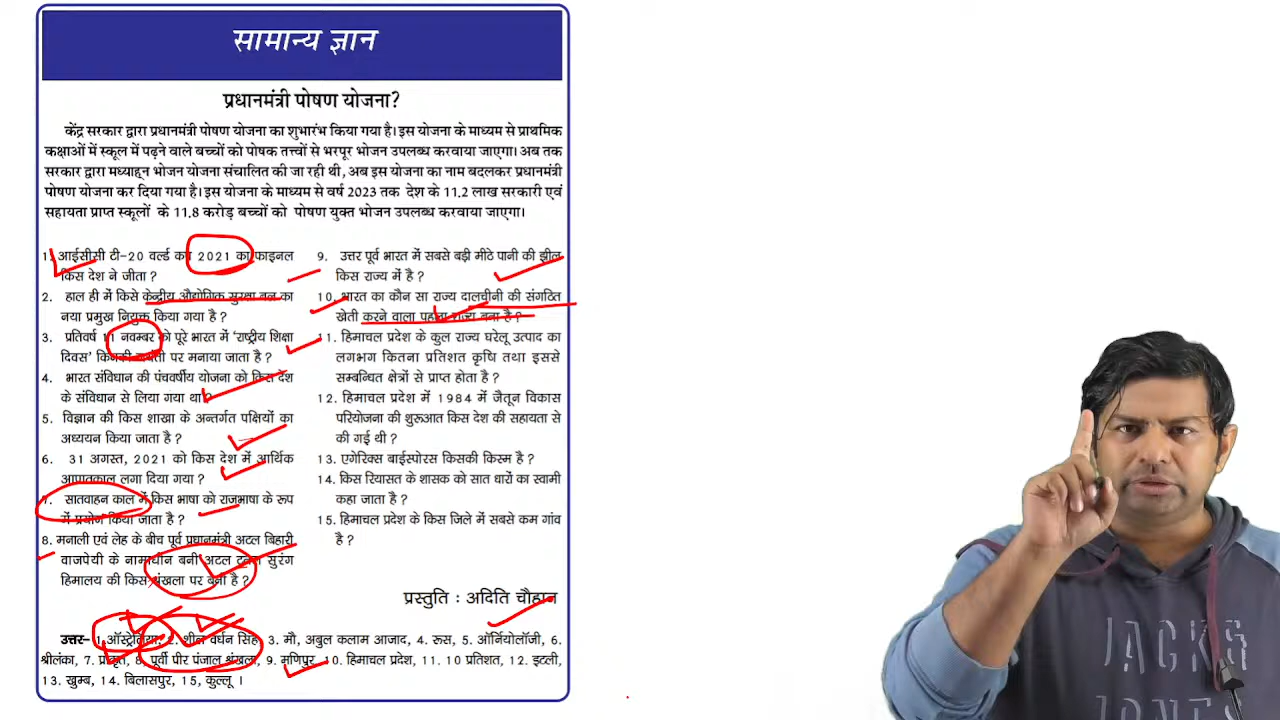 सामान्य ज्ञान
प्रधानमंत्री पोषण योजना?
केंद्र सरकार द्वारा प्रधानमंत्री पोषण योजना का शुभारंभ किया गया है। इस योजना के माध्यम से प्राथमिक
कक्षाओं में स्कूल में पढ़ने वाले बच्चों को पोषक तत्त्वों से भरपूर भोजन उपलब्ध करवाया जाएगा। अब तक
सरकार द्वारा मध्याह्न भोजन योजना संचालित की जा रही थी, अब इस योजना का नाम बदलकर प्रधानमंत्री
पोषण योजना कर दिया गया है। इस योजना के माध्यम से वर्ष 2023 तक देश के 11.2 लाख सरकारी एवं
सहायता प्राप्त स्कूलों के 11.8 करोड़ बच्चों को पोषण युक्त भोजन उपलब्ध करवाया जाएगा।
1. आईसीसी टी-20 वर्ल्ड कप 2021 का फाइनल
किस देश ने जीता ?
2. हाल ही में किसे केन्द्रीय औद्योगिक सुरक्षा बल का
नया प्रमुख नियुक्त किया गया है ?
3. प्रतिवर्ष 11 नवम्बर को पूरे भारत में 'राष्ट्रीय शिक्षा
दिवस' किनकी जयंती पर मनाया जाता है ?
4. भारत संविधान की पंचवर्षीय योजना को किस देश
के संविधान से लिया गया था ?
5. विज्ञान की किस शाखा के अन्तर्गत पक्षियों का
अध्ययन किया जाता है ?
6. 31 अगस्त, 2021 को किस देश में आर्थिक
आपातकाल लगा दिया गया ?
7. सातवाहन काल में किस भाषा को राजभाषा के रूप
में प्रयोग किया जाता है ?
8. मनाली एवं लेह के बीच पूर्व प्रधानमंत्री अटल बिहारी
वाजपेयी के नामाधीन बनी अटल टनल सुरंग
हिमालय की किस श्रृंखला पर बनी है ?
9. उत्तर पूर्व भारत में सबसे बड़ी मीठे पानी की झील
किस राज्य में है ?
10. भारत का कौन सा राज्य दालचीनी की संगठित
खेती करने वाला पहला राज्य बना है ?
11. हिमाचल प्रदेश के कुल राज्य घरेलू उत्पाद का
लगभग कितना प्रतिशत कृषि तथा इससे
सम्बन्धित क्षेत्रों से प्राप्त होता है ?
12. हिमाचल प्रदेश में 1984 में जैतून विकास
परियोजना की शुरूआत किस देश की सहायता से
की गई थी ?
13. एगेरिक्स बाईस्पोरस किसकी किस्म है ?
14. किस रियासत के शासक को सात धारों का स्वामी
कहा जाता है ?
15. हिमाचल प्रदेश के किस जिले में सबसे कम गांव
है ?
प्रस्तुति : अदिति चौहान
उत्तर- 1. ऑस्ट्रेलिया, 2. शील वर्धन सिंह, 3. मौ, अबुल कलाम आजाद, 4. रूस, 5. ऑर्नियोलॉजी, 6.
श्रीलंका, 7. प्राकृत, 8. पूर्वी पीर पंजाल श्रृंखला, 9. मणिपुर, 10. हिमाचल प्रदेश, 11. 10 प्रतिशत, 12. इटली,
13. खुम्ब, 14. बिलासपुर, 15, कुल्लू ।
JACKS
JONES